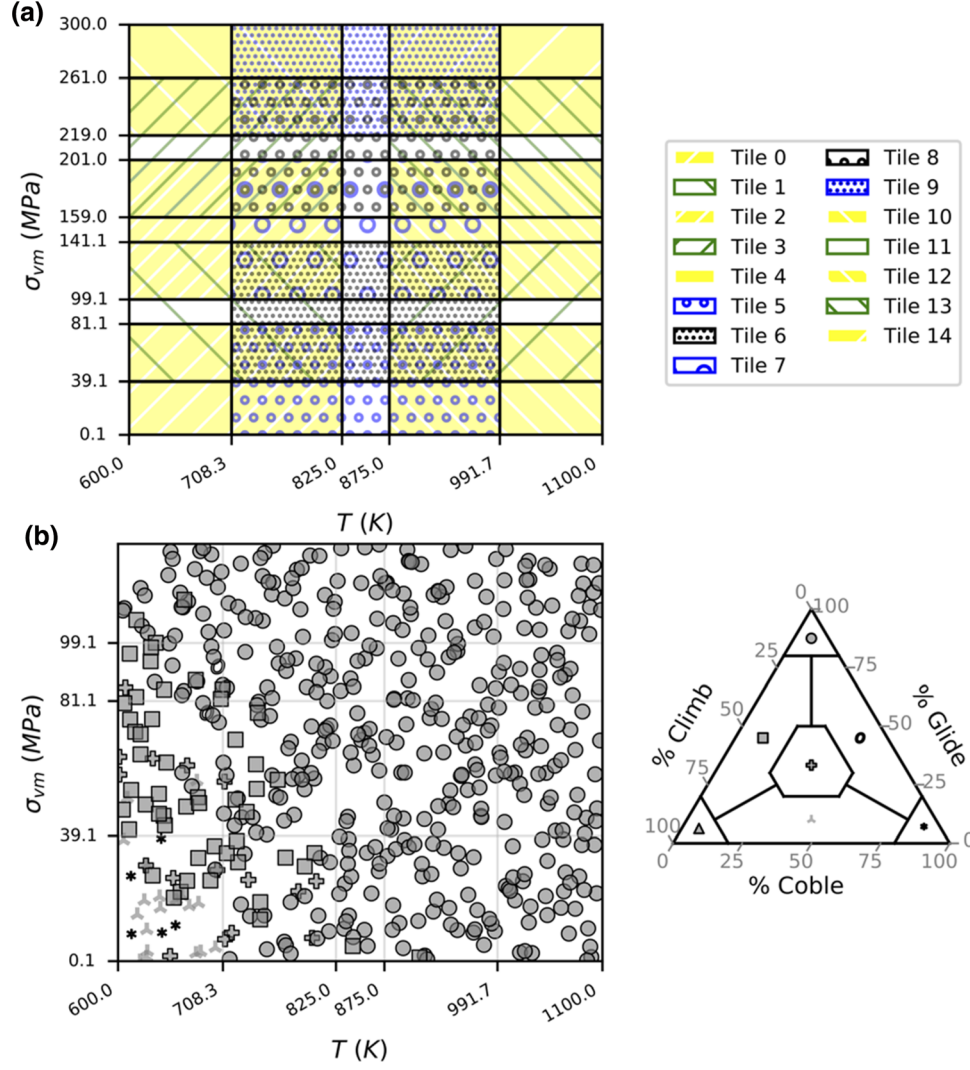 (a)
300.0
261.0
219.0
201.0
159.0
141.1
99.1
81.1
39.1
0.1
σvm (MPa)
600.0 708.3 825.0 875.0 991.7 1100.0
T (K)
Tile 0 Tile 8
Tile 1 Tile 9
Tile 2 Tile 10
Tile 3 Tile 11
Tile 4 Tile 12
Tile 5 Tile 13
Tile 6 Tile 14
Tile 7
(b)
99.1
81.1
39.1
0.1
σvm (MPa)
600.0 708.3 825.0 875.0 991.7 1100.0
T (K)
0 100
25 75
50 50
75 25
100 0
% Climb
% Glide
0 25 50 75 100
% Coble